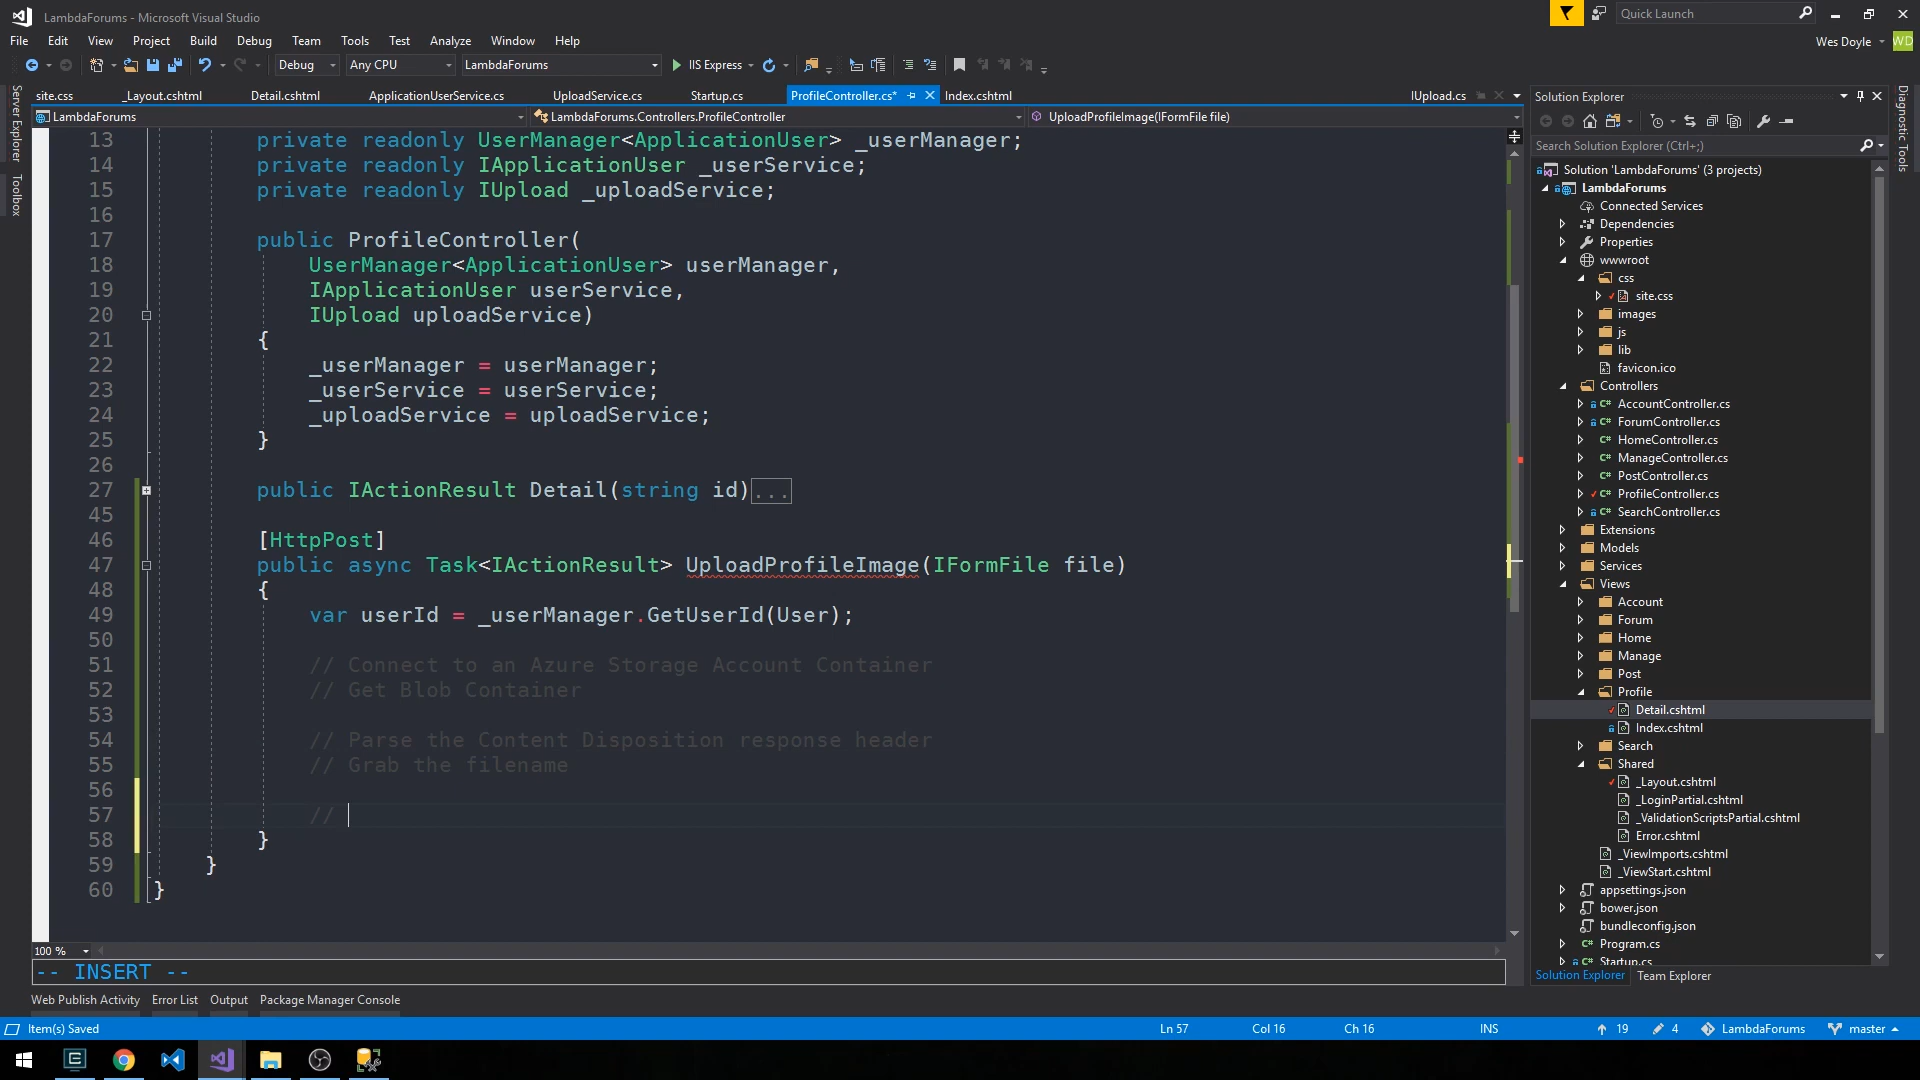 LambdaForums - Microsoft Visual Studio
Quick Launch
File Edit View Project Build Debug Team Tools Test Analyze Window Help
Wes Doyle WD
Debug Any CPU LambdaForums IIS Express
site.css _Layout.cshtml Detail.cshtml ApplicationUserService.cs UploadService.cs Startup.cs ProfileController.cs* Index.cshtml IUpload.cs
LambdaForums LambdaForums.Controllers.ProfileController UploadProfileImage(IFormFile file)
Server Explorer
Toolbox
13 private readonly UserManager<ApplicationUser> _userManager;
14 private readonly IApplicationUser _userService;
15 private readonly IUpload _uploadService;
16
17 public ProfileController(
18 UserManager<ApplicationUser> userManager,
19 IApplicationUser userService,
20 IUpload uploadService)
21 {
22 _userManager = userManager;
23 _userService = userService;
24 _uploadService = uploadService;
25 }
26
27 public IActionResult Detail(string id)...
45
46 [HttpPost]
47 public async Task<IActionResult> UploadProfileImage(IFormFile file)
48 {
49 var userId = _userManager.GetUserId(User);
50
51 // Connect to an Azure Storage Account Container
52 // Get Blob Container
53
54 // Parse the Content Disposition response header
55 // Grab the filename
56
57 //
58 }
59 }
60 }
100 %
-- INSERT --
Web Publish Activity Error List Output Package Manager Console
Solution Explorer
Search Solution Explorer (Ctrl+;)
Solution 'LambdaForums' (3 projects)
LambdaForums
Connected Services
Dependencies
Properties
wwwroot
css
site.css
images
js
lib
favicon.ico
Controllers
C# AccountController.cs
C# ForumController.cs
C# HomeController.cs
C# ManageController.cs
C# PostController.cs
C# ProfileController.cs
C# SearchController.cs
Extensions
Models
Services
Views
Account
Forum
Home
Manage
Post
Profile
Detail.cshtml
Index.cshtml
Search
Shared
_Layout.cshtml
_LoginPartial.cshtml
_ValidationScriptsPartial.cshtml
Error.cshtml
_ViewImports.cshtml
_ViewStart.cshtml
appsettings.json
bower.json
bundleconfig.json
C# Program.cs
C# Startup.cs
Solution Explorer Team Explorer
Diagnostic Tools
Item(s) Saved Ln 57 Col 16 Ch 16 INS 19 4 LambdaForums master